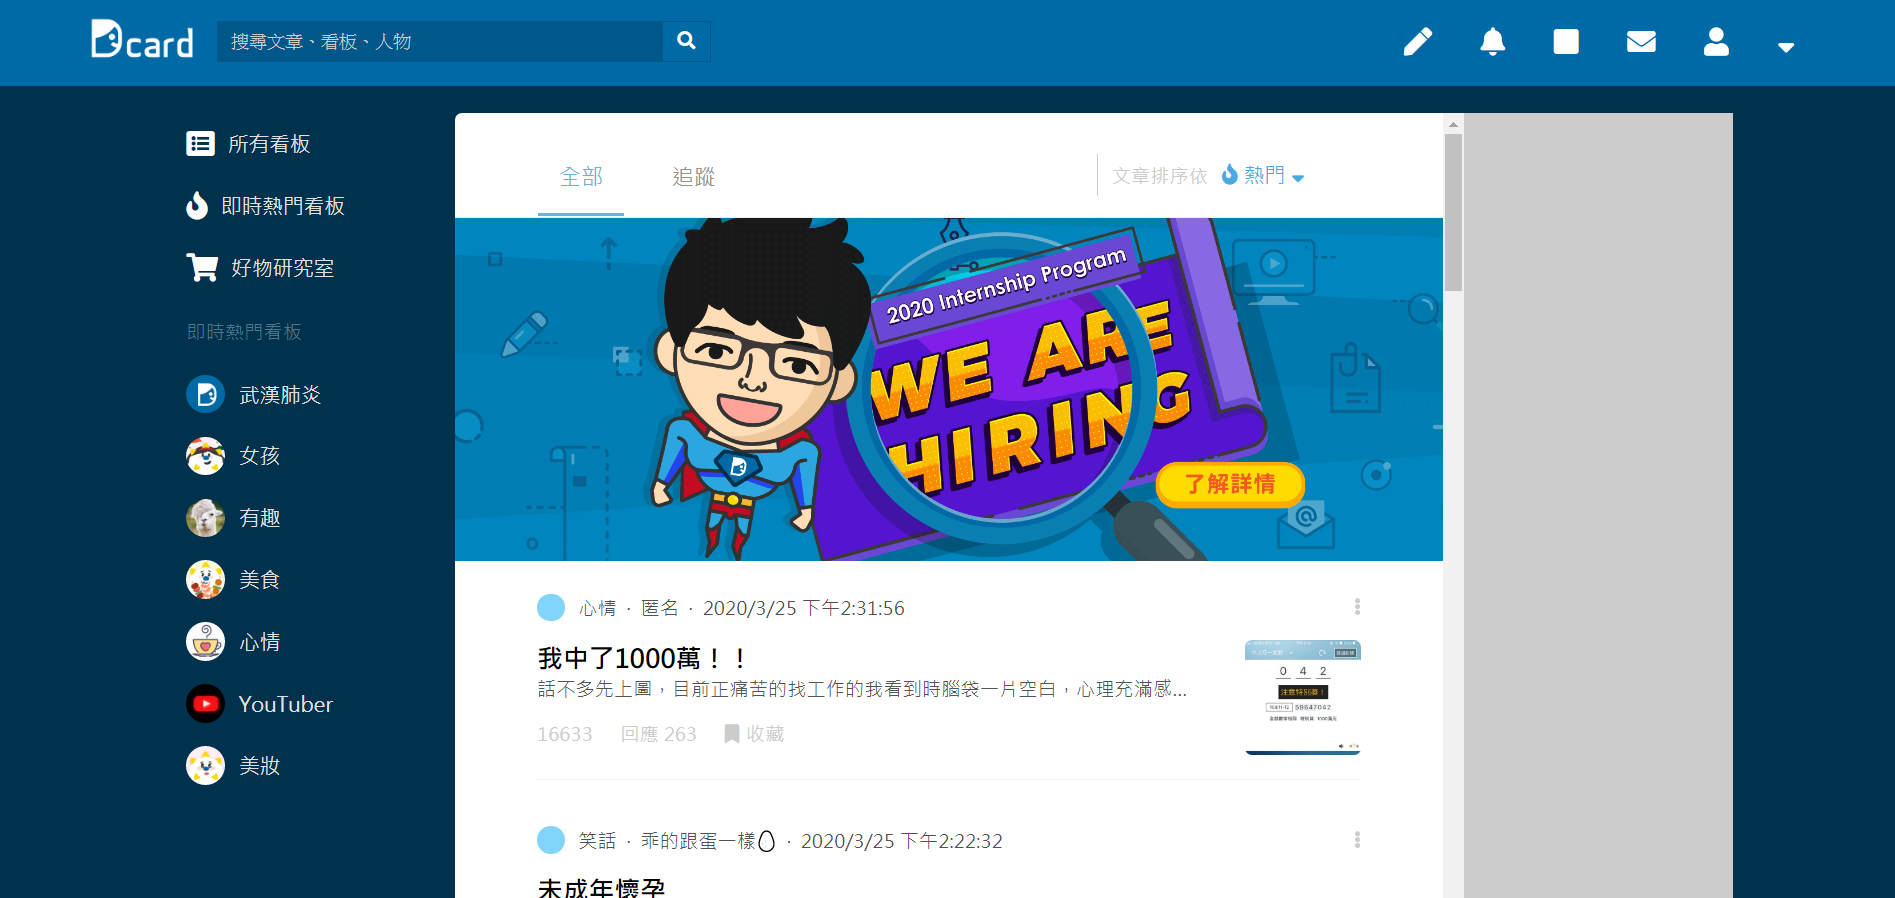 Dcard
搜尋文章、看板、人物
所有看板
即時熱門看板
好物研究室
即時熱門看板
武漢肺炎
女孩
有趣
美食
心情
YouTuber
美妝
全部 追蹤 文章排序依 熱門
2020 Internship Program
WE ARE
HIRING
了解詳情
心情 · 匿名 · 2020/3/25 下午2:31:56
我中了1000萬！！
話不多先上圖，目前正痛苦的找工作的我看到時腦袋一片空白，心理充滿感...
16633 回應 263 收藏
0 4 2
注意特別獎！
59647042
笑話 · 乖的跟蛋一樣 · 2020/3/25 下午2:22:32
未成年懷孕